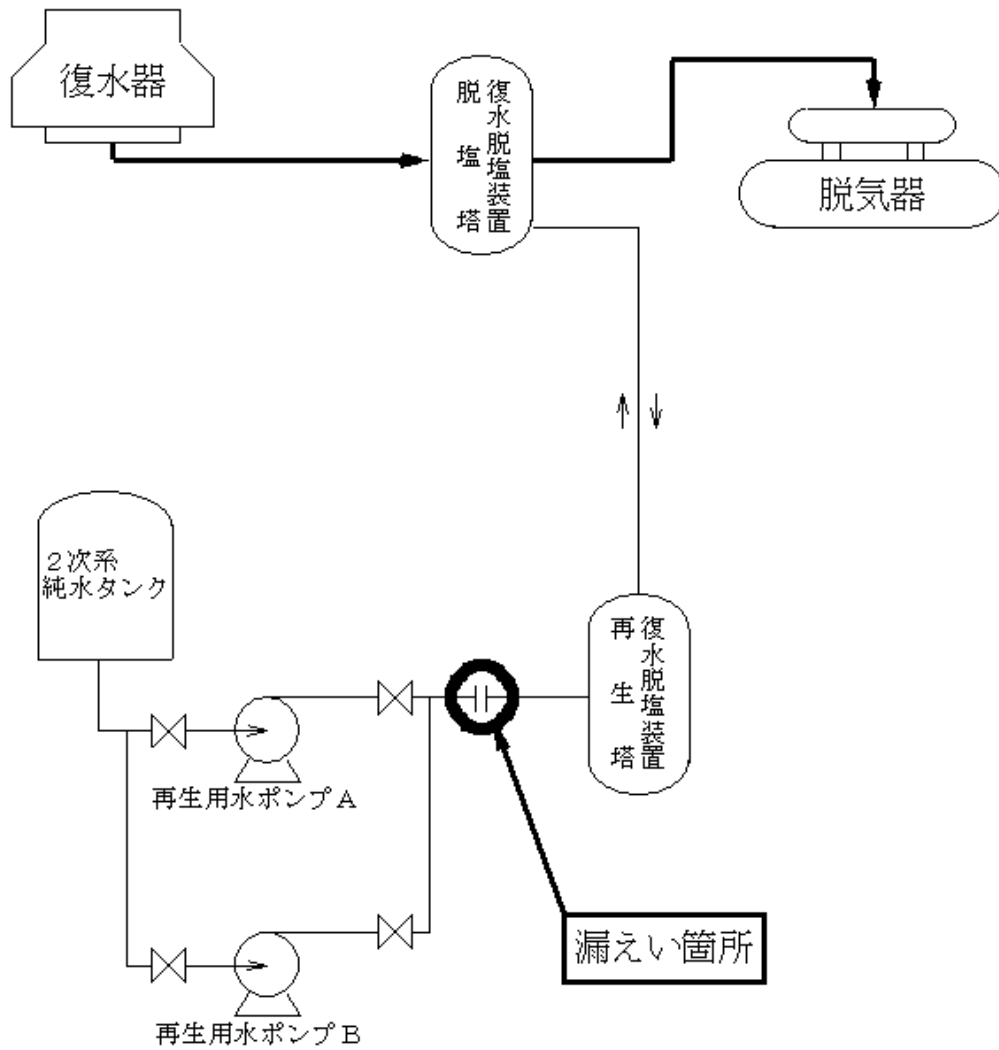 復水器
復水脱塩装置
脱塩塔
脱気器
２次系
純水タンク
復水脱塩装置
再生塔
再生用水ポンプＡ
漏えい箇所
再生用水ポンプＢ